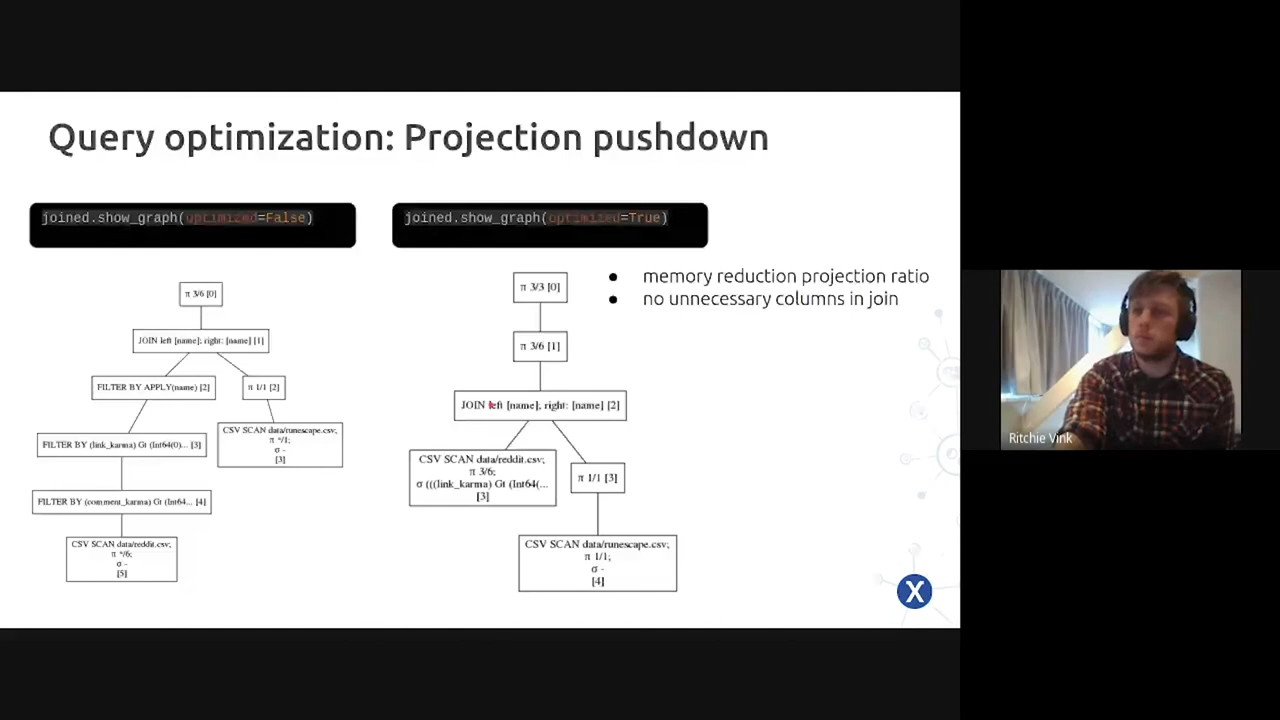 Query optimization: Projection pushdown
joined.show_graph(optimized=False)
joined.show_graph(optimized=True)
π 3/6 [0]
JOIN left [name]; right: [name] [1]
FILTER BY APPLY(name) [2]
π 1/1 [2]
FILTER BY (link_karma) Gt (Int64(0)... [3]
CSV SCAN data/runescape.csv;
π */1;
σ -
[3]
FILTER BY (comment_karma) Gt (Int64... [4]
CSV SCAN data/reddit.csv;
π */6;
σ -
[5]
π 3/3 [0]
π 3/6 [1]
JOIN left [name]; right: [name] [2]
CSV SCAN data/reddit.csv;
π 3/6;
σ (((link_karma) Gt (Int64(...
[3]
π 1/1 [3]
CSV SCAN data/runescape.csv;
π 1/1;
σ -
[4]
● memory reduction projection ratio
● no unnecessary columns in join
X
Ritchie Vink